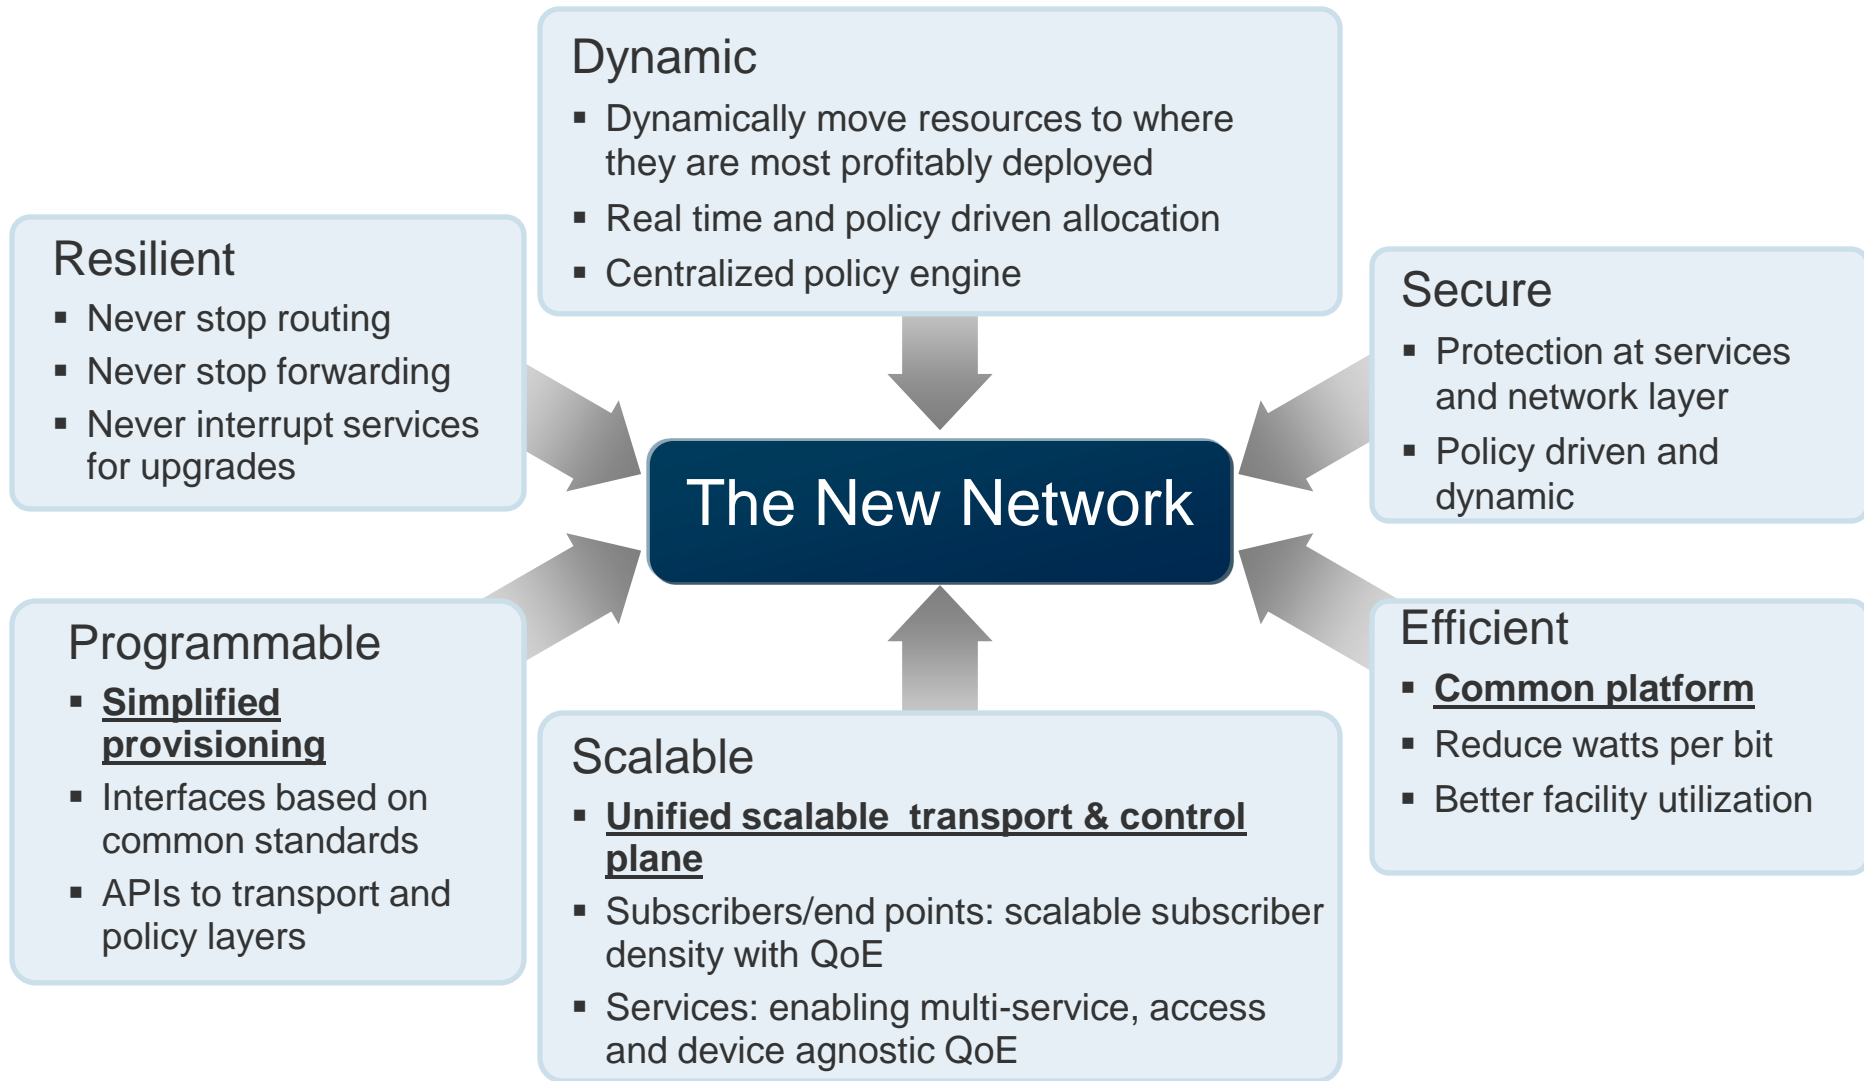 Dynamic
▪ Dynamically move resources to where
they are most profitably deployed
▪ Real time and policy driven allocation
▪ Centralized policy engine
Resilient
▪ Never stop routing
▪ Never stop forwarding
▪ Never interrupt services
for upgrades
Secure
▪ Protection at services
and network layer
▪ Policy driven and
dynamic
The New Network
Programmable
▪ Simplified
provisioning
▪ Interfaces based on
common standards
▪ APIs to transport and
policy layers
Scalable
▪ Unified scalable  transport & control
plane
▪ Subscribers/end points: scalable subscriber
density with QoE
▪ Services: enabling multi-service, access
and device agnostic QoE
Efficient
▪ Common platform
▪ Reduce watts per bit
▪ Better facility utilization